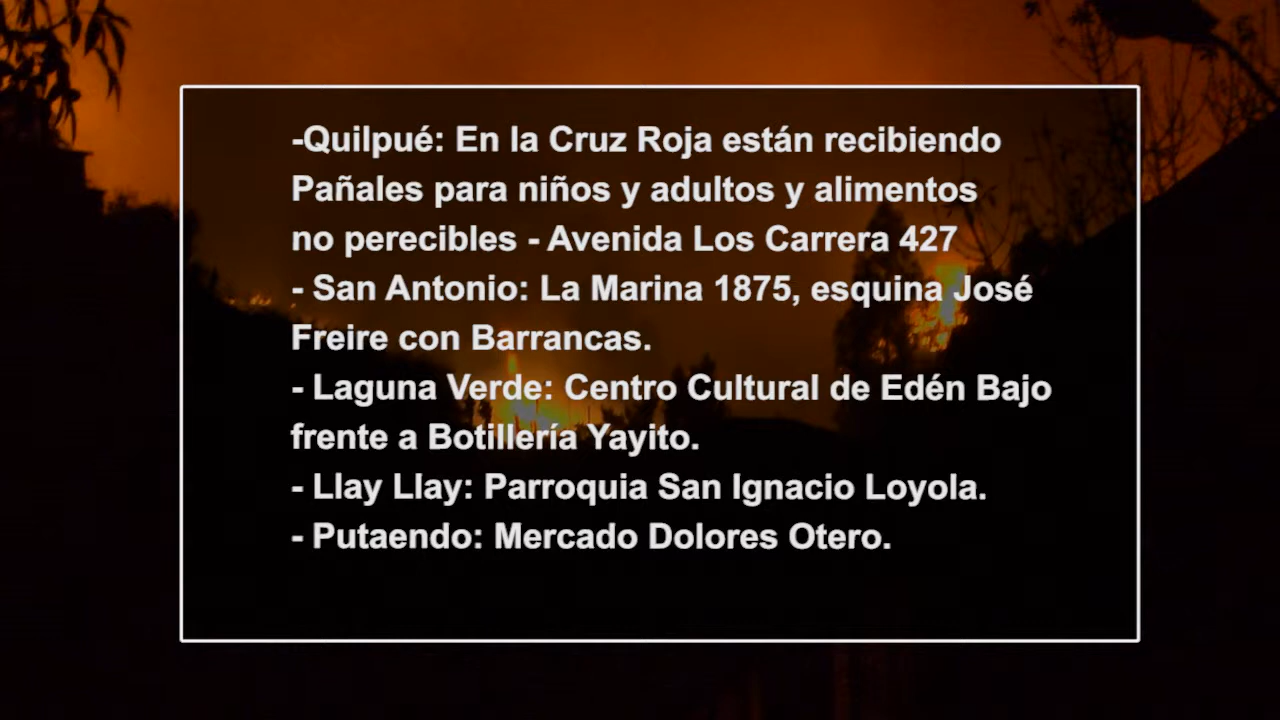 -Quilpué: En la Cruz Roja están recibiendo
Pañales para niños y adultos y alimentos
no perecibles - Avenida Los Carrera 427
- San Antonio: La Marina 1875, esquina José
Freire con Barrancas.
- Laguna Verde: Centro Cultural de Edén Bajo
frente a Botillería Yayito.
- Llay Llay: Parroquia San Ignacio Loyola.
- Putaendo: Mercado Dolores Otero.